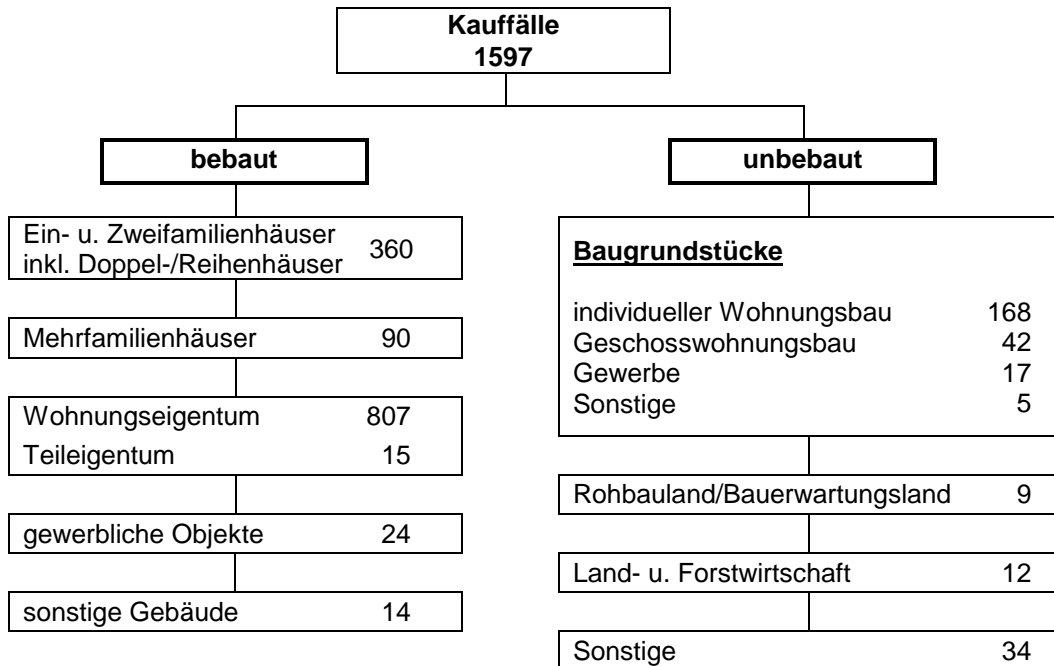 Kauffälle
1597
bebaut
Ein- u. Zweifamilienhäuser
inkl. Doppel-/Reihenhäuser 360
Mehrfamilienhäuser 90
Wohnungseigentum 807
Teileigentum 15
gewerbliche Objekte 24
sonstige Gebäude 14
unbebaut
Baugrundstücke
individueller Wohnungsbau 168
Geschosswohnungsbau 42
Gewerbe 17
Sonstige 5
Rohbauland/Bauerwartungsland 9
Land- u. Forstwirtschaft 12
Sonstige 34